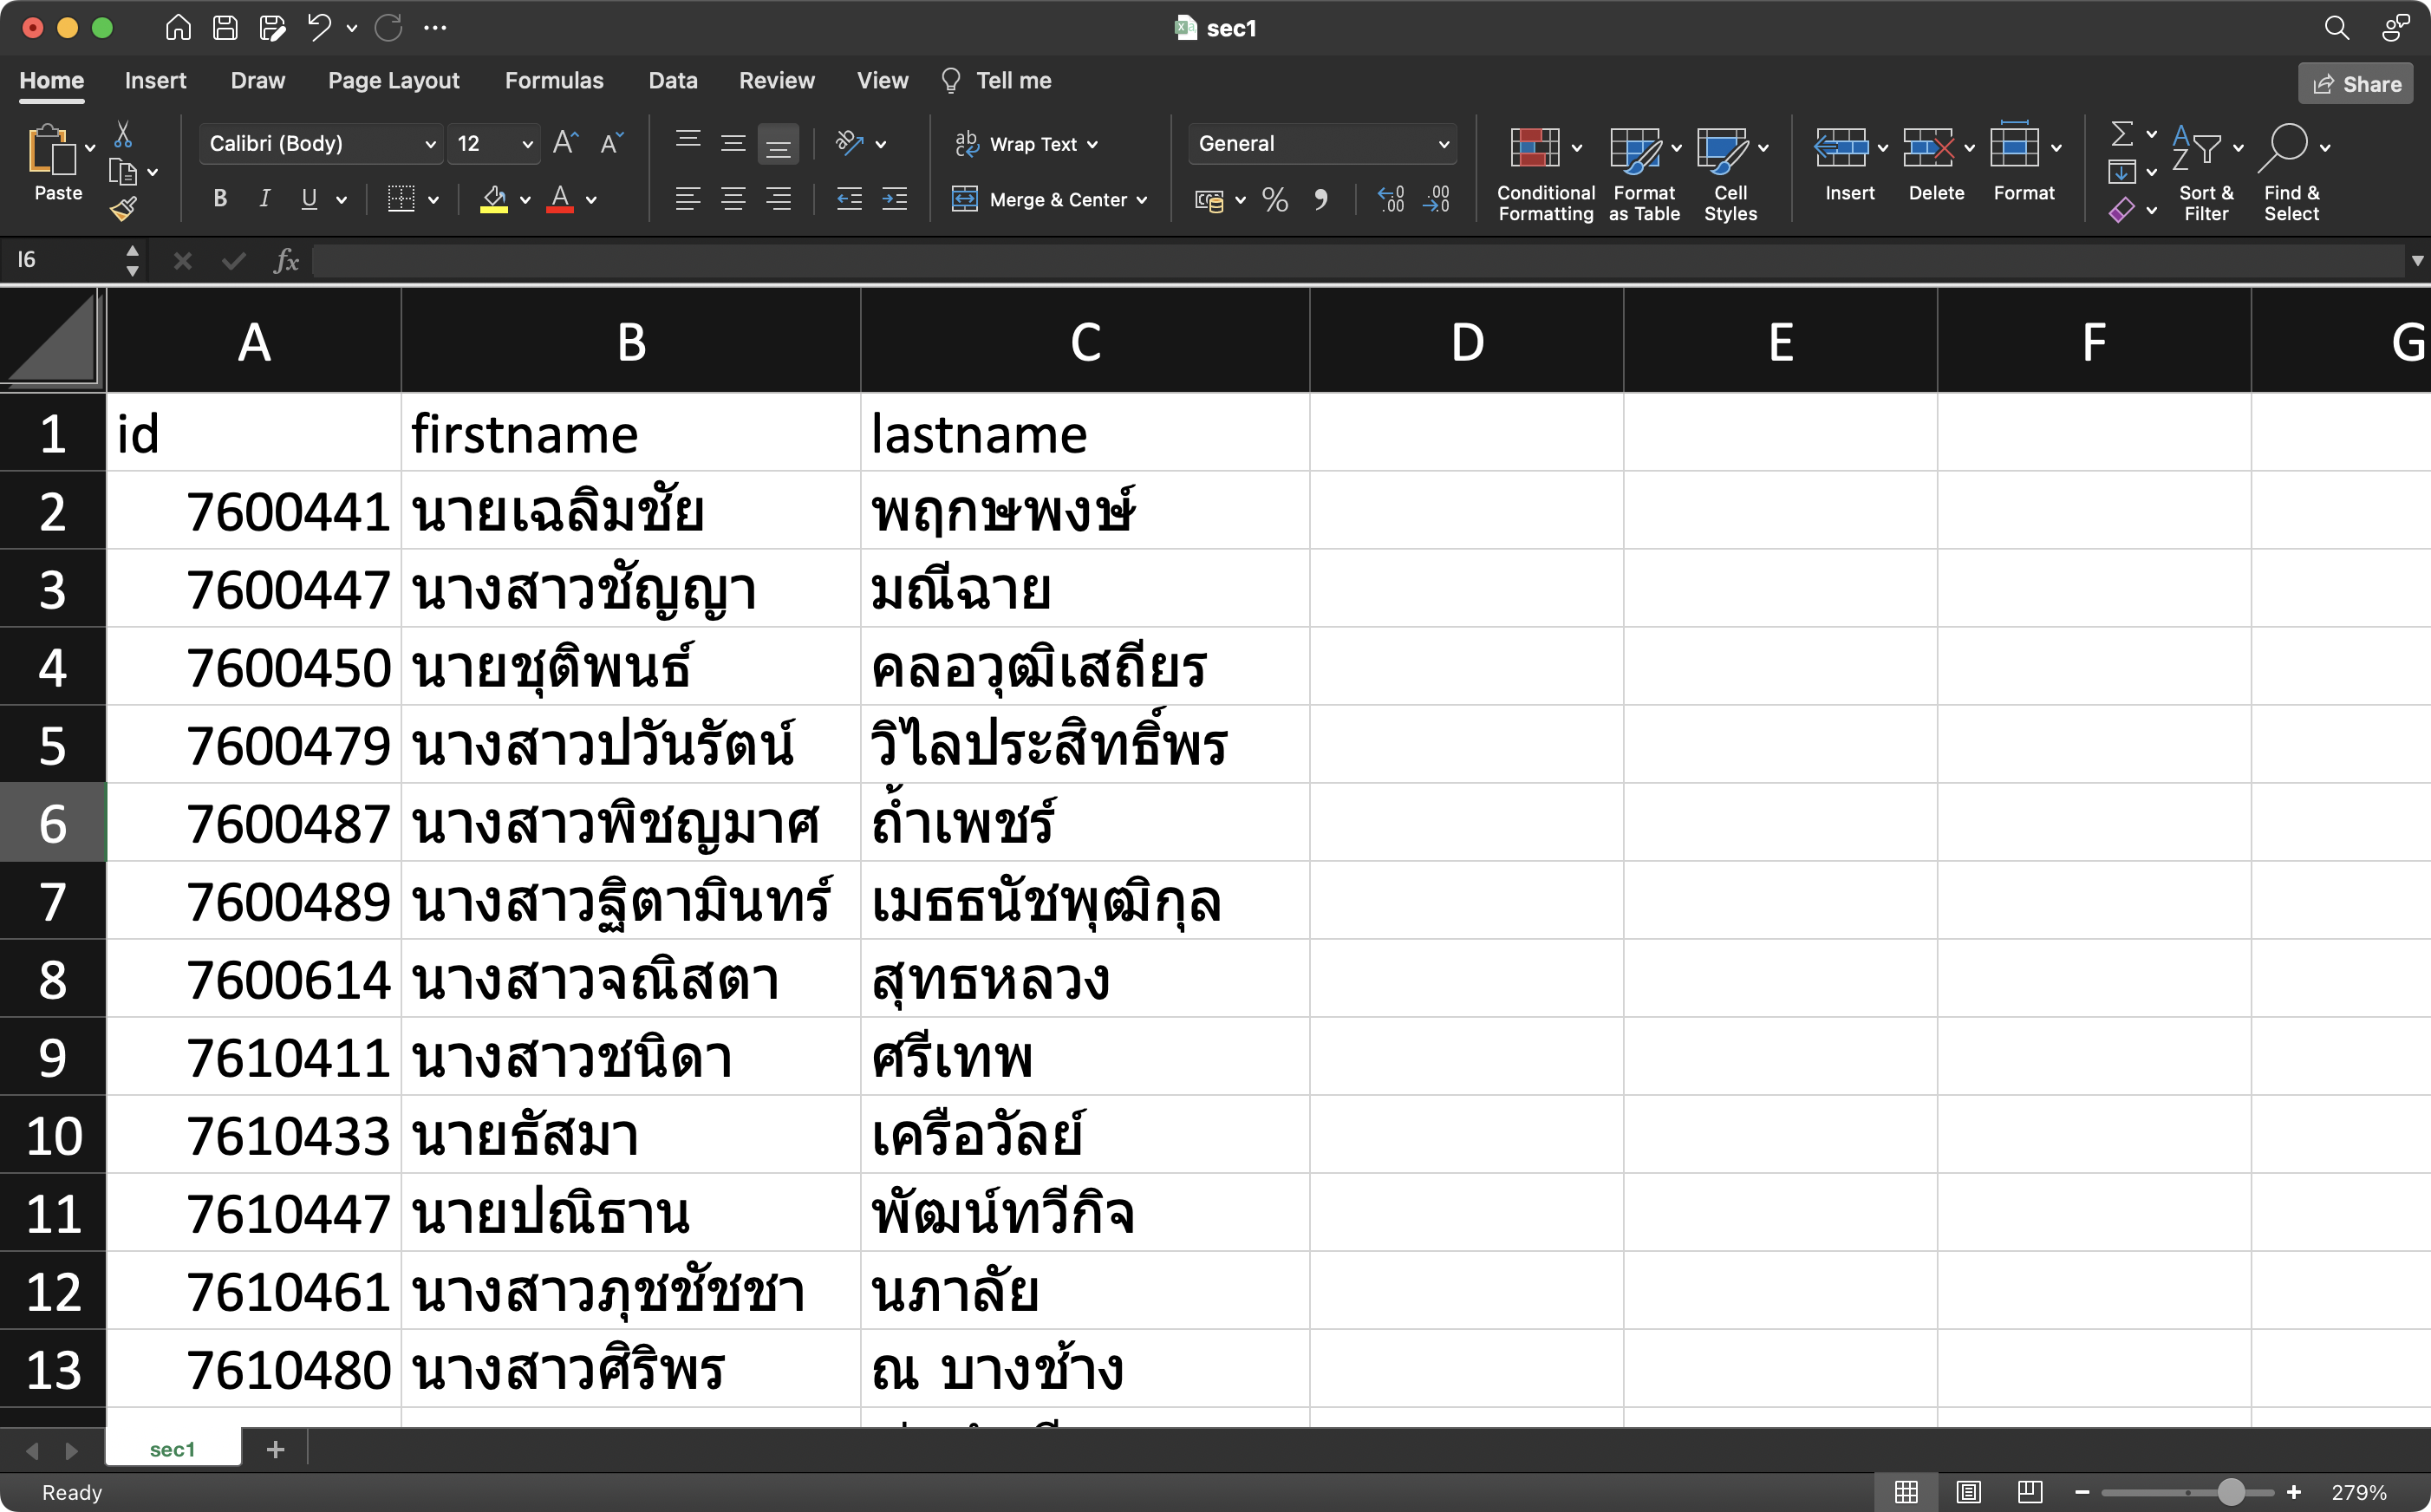 sec1
Home Insert Draw Page Layout Formulas Data Review View Tell me Share
Paste Calibri (Body) 12 Wrap Text General Conditional Formatting Format as Table Cell Styles Insert Delete Format Sort & Filter Find & Select
B I U A Merge & Center % 
I6 fx
A B C D E F G
1 id firstname lastname
2 7600441 นายเฉลิมชัย พฤกษพงษ์
3 7600447 นางสาวชัญญา มณีฉาย
4 7600450 นายชุติพนธ์ คลอวุฒิเสถียร
5 7600479 นางสาวปวันรัตน์ วิไลประสิทธิ์พร
6 7600487 นางสาวพิชญมาศ ถ้ำเพชร์
7 7600489 นางสาวฐิตามินทร์ เมธธนัชพุฒิกุล
8 7600614 นางสาวจณิสตา สุทธหลวง
9 7610411 นางสาวชนิดา ศรีเทพ
10 7610433 นายธัสมา เครือวัลย์
11 7610447 นายปณิธาน พัฒน์ทวีกิจ
12 7610461 นางสาวภุชชัชชา นภาลัย
13 7610480 นางสาวศิริพร ณ บางช้าง
sec1 +
Ready 279%